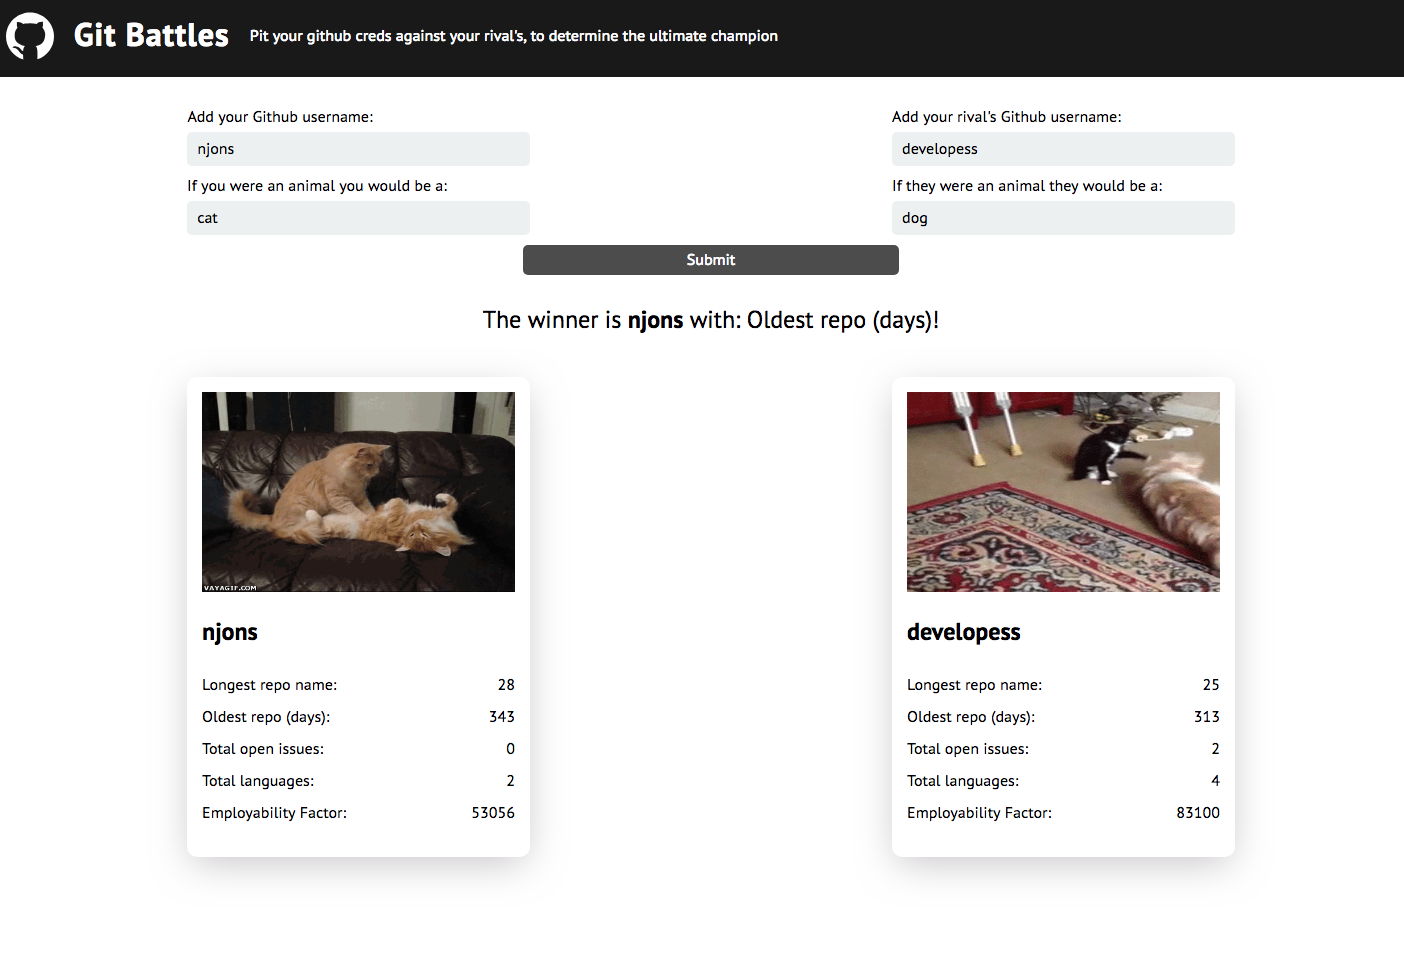 Git Battles Pit your github creds against your rival's, to determine the ultimate champion
Add your Github username:
njons
If you were an animal you would be a:
cat
Add your rival's Github username:
developess
If they were an animal they would be a:
dog
Submit
The winner is njons with: Oldest repo (days)!
VAYAGIF.COM
njons
Longest repo name: 28
Oldest repo (days): 343
Total open issues: 0
Total languages: 2
Employability Factor: 53056
developess
Longest repo name: 25
Oldest repo (days): 313
Total open issues: 2
Total languages: 4
Employability Factor: 83100